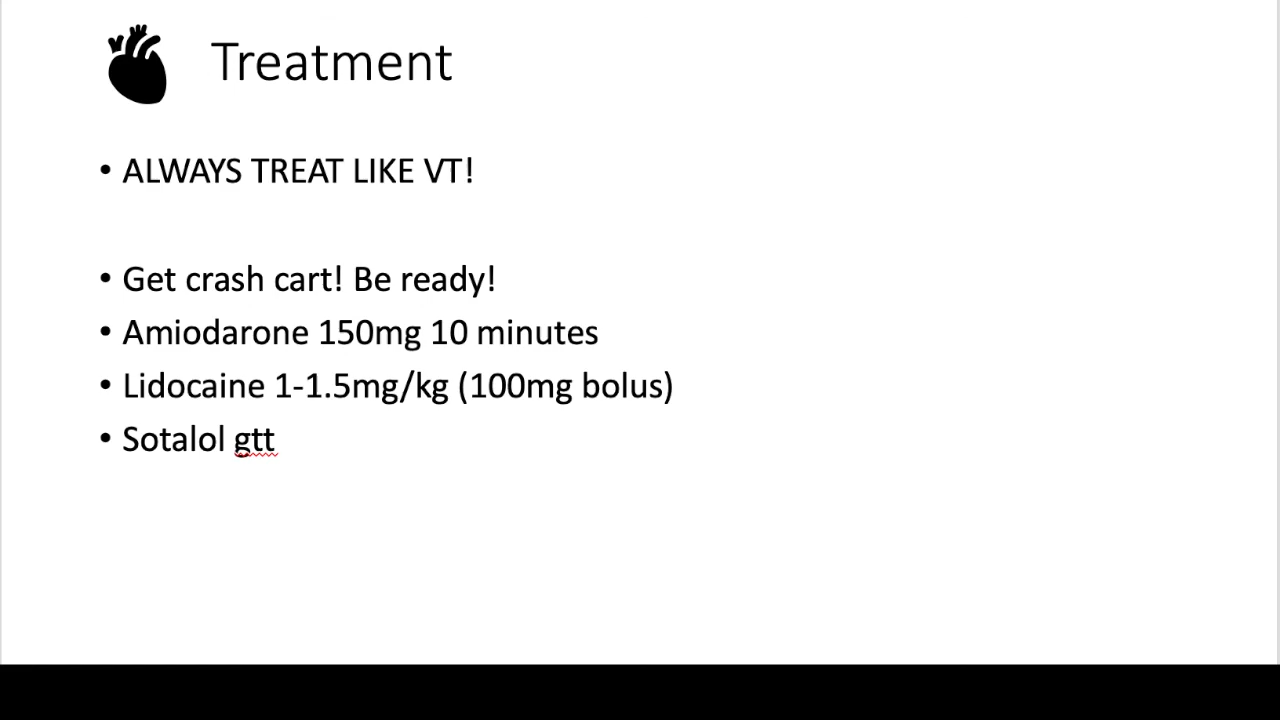 Treatment
• ALWAYS TREAT LIKE VT!
• Get crash cart! Be ready!
• Amiodarone 150mg 10 minutes
• Lidocaine 1-1.5mg/kg (100mg bolus)
• Sotalol gtt